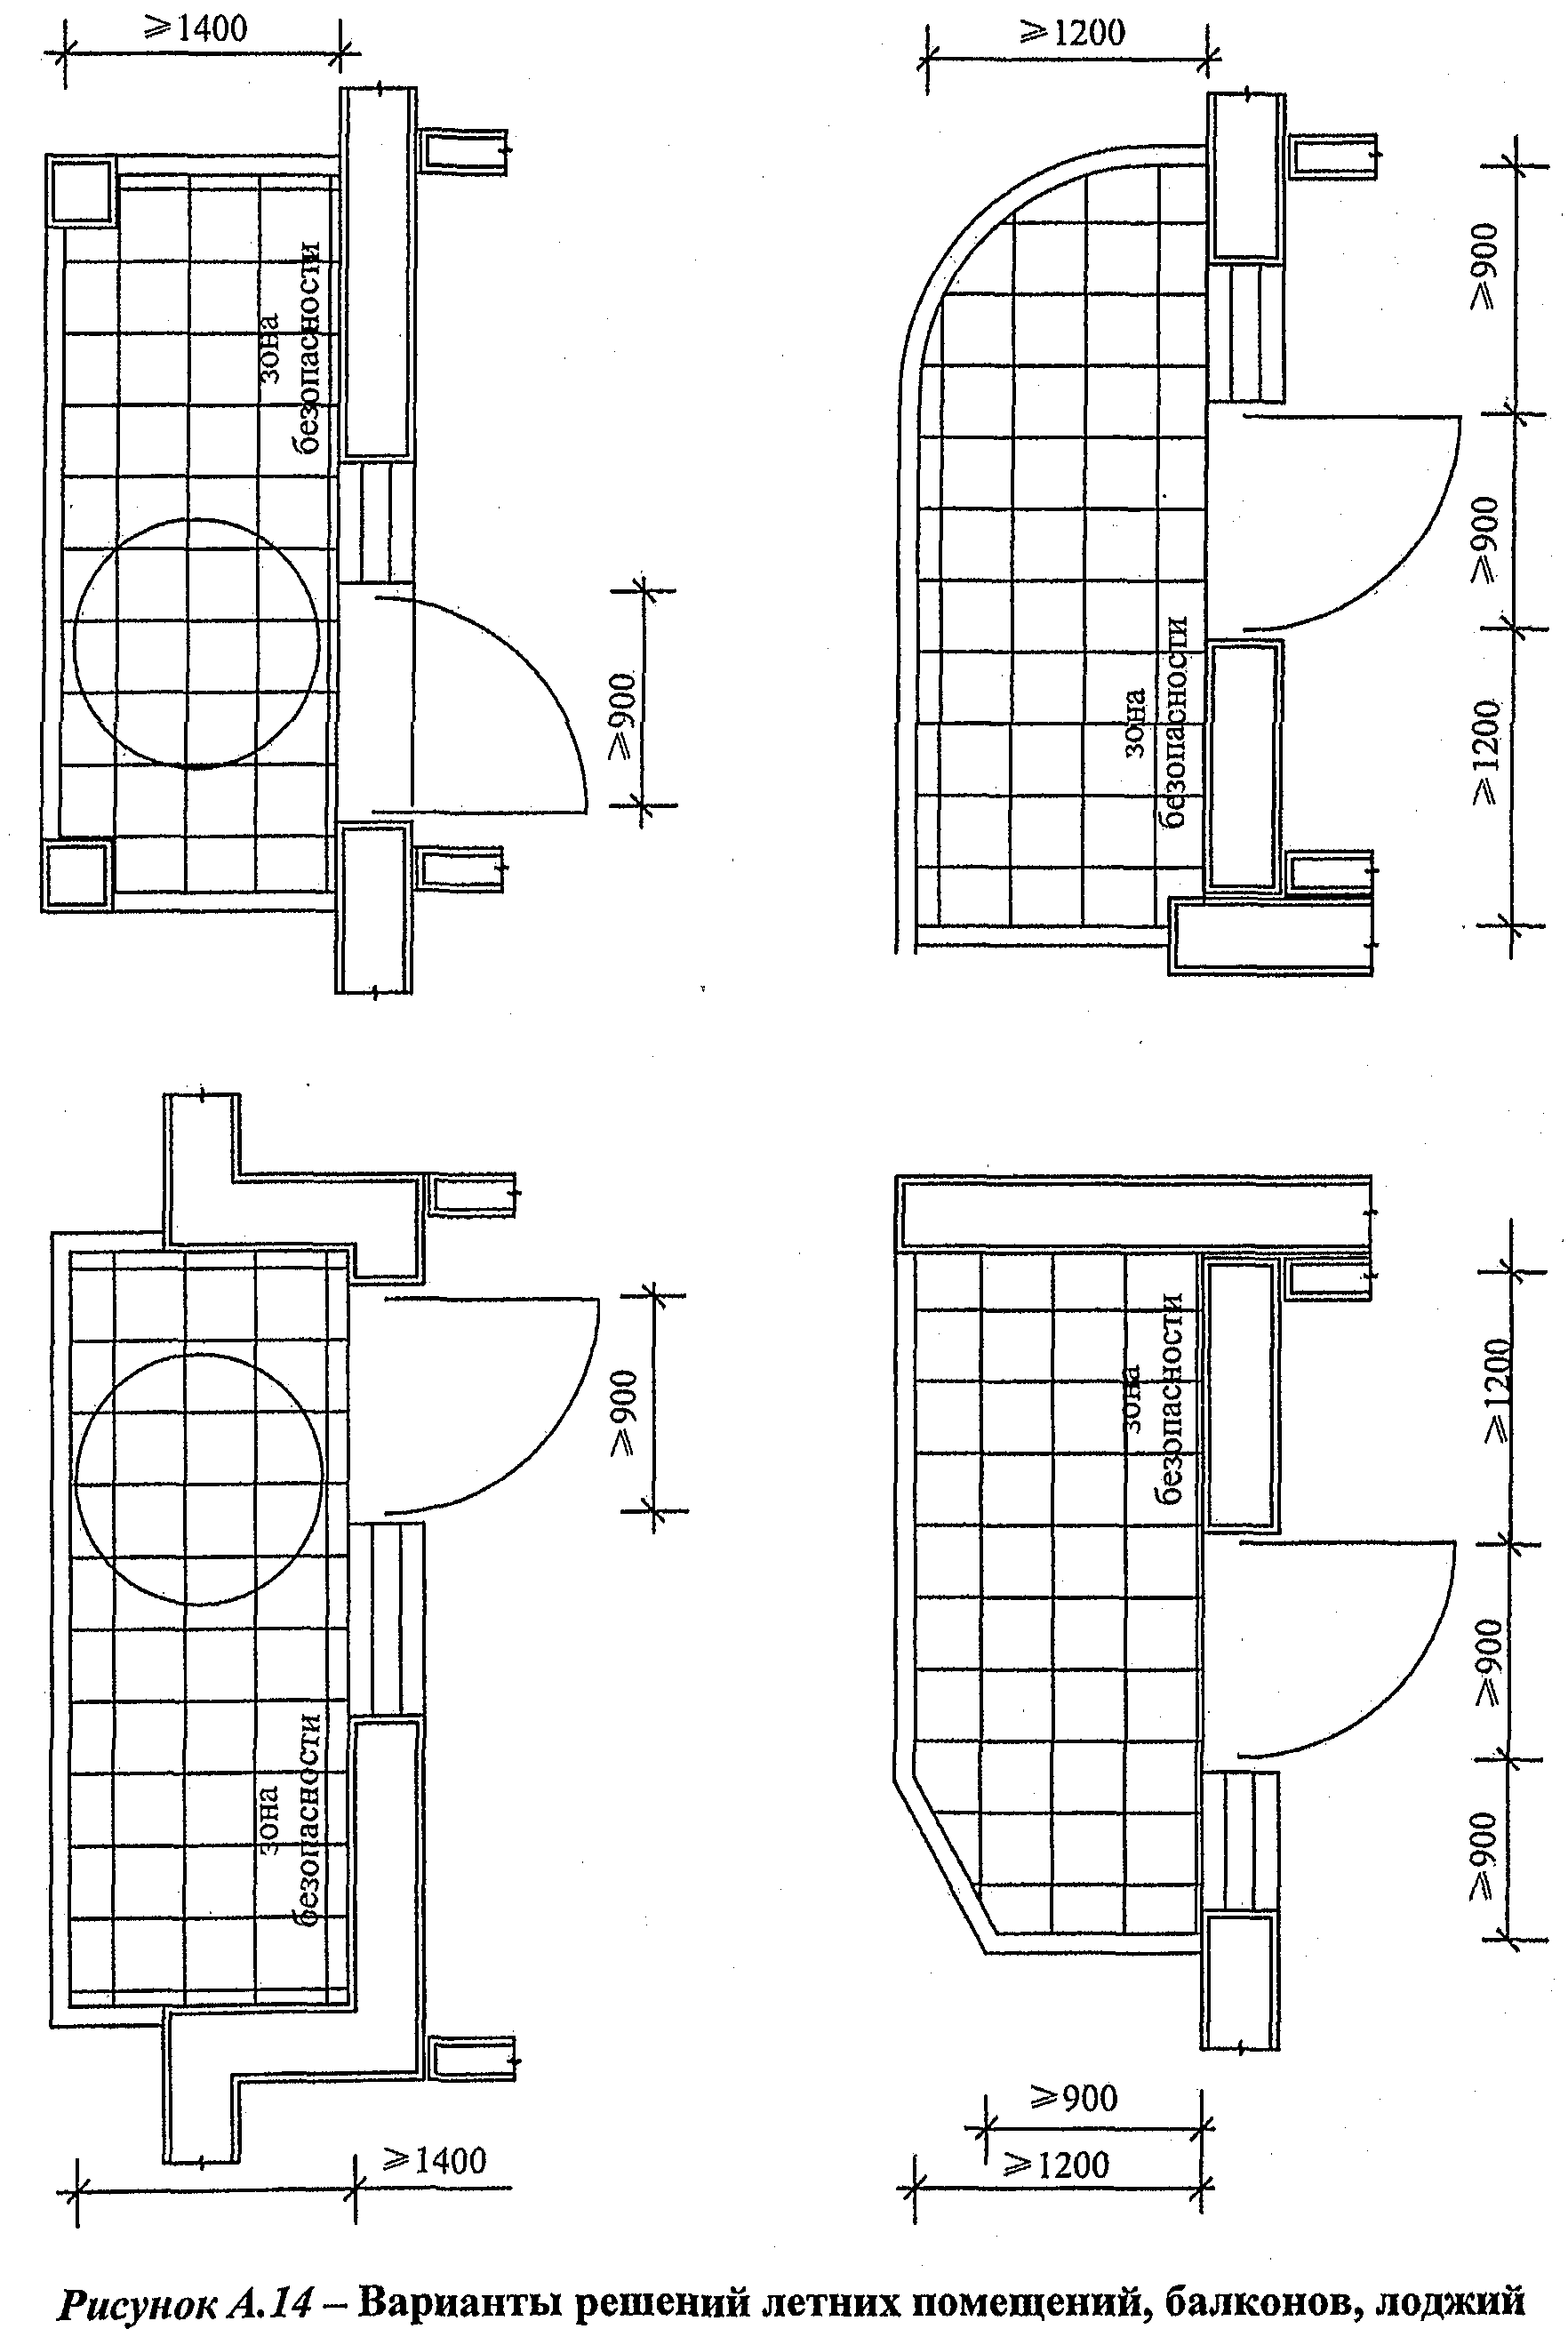 ⩾1400
⩾1200
зона
безопасности
⩾900
⩾900
⩾900
⩾1200
зона
безопасности
⩾900
зона
безопасности
⩾1200
⩾900
⩾900
зона
безопасности
⩾900
⩾1400
⩾900
⩾1200
Рисунок А.14 – Варианты решений летних помещений, балконов, лоджий